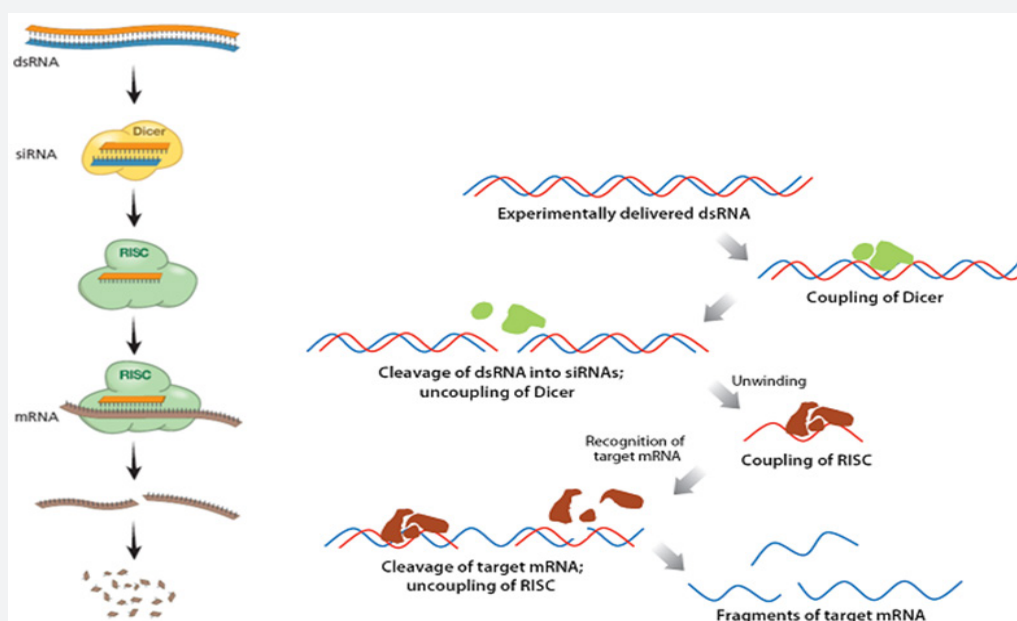 dsRNA
Dicer
siRNA
RISC
RISC
mRNA
Experimentally delivered dsRNA
Coupling of Dicer
Cleavage of dsRNA into siRNAs;
uncoupling of Dicer
Unwinding
Coupling of RISC
Recognition of
target mRNA
Cleavage of target mRNA;
uncoupling of RISC
Fragments of target mRNA